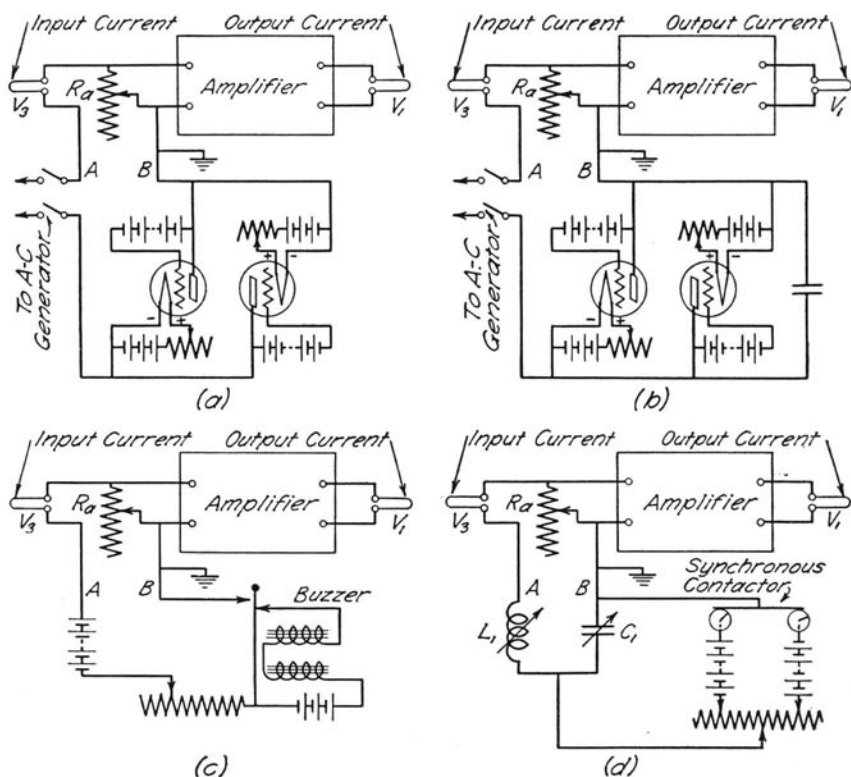 Input Current Output Current
Amplifier
Ra
V3
V1
A B
To A-C
Generator
+ -
- +
(a)
Input Current Output Current
Amplifier
Ra
V3
V1
A B
To A.-C
Generator
+ -
- +
(b)
Input Current Output Current
Amplifier
Ra
V3
V1
A B
Buzzer
(c)
Input Current Output Current
Amplifier
Ra
V3
V1
A B
Synchronous
Contactor
L1
C1
(d)